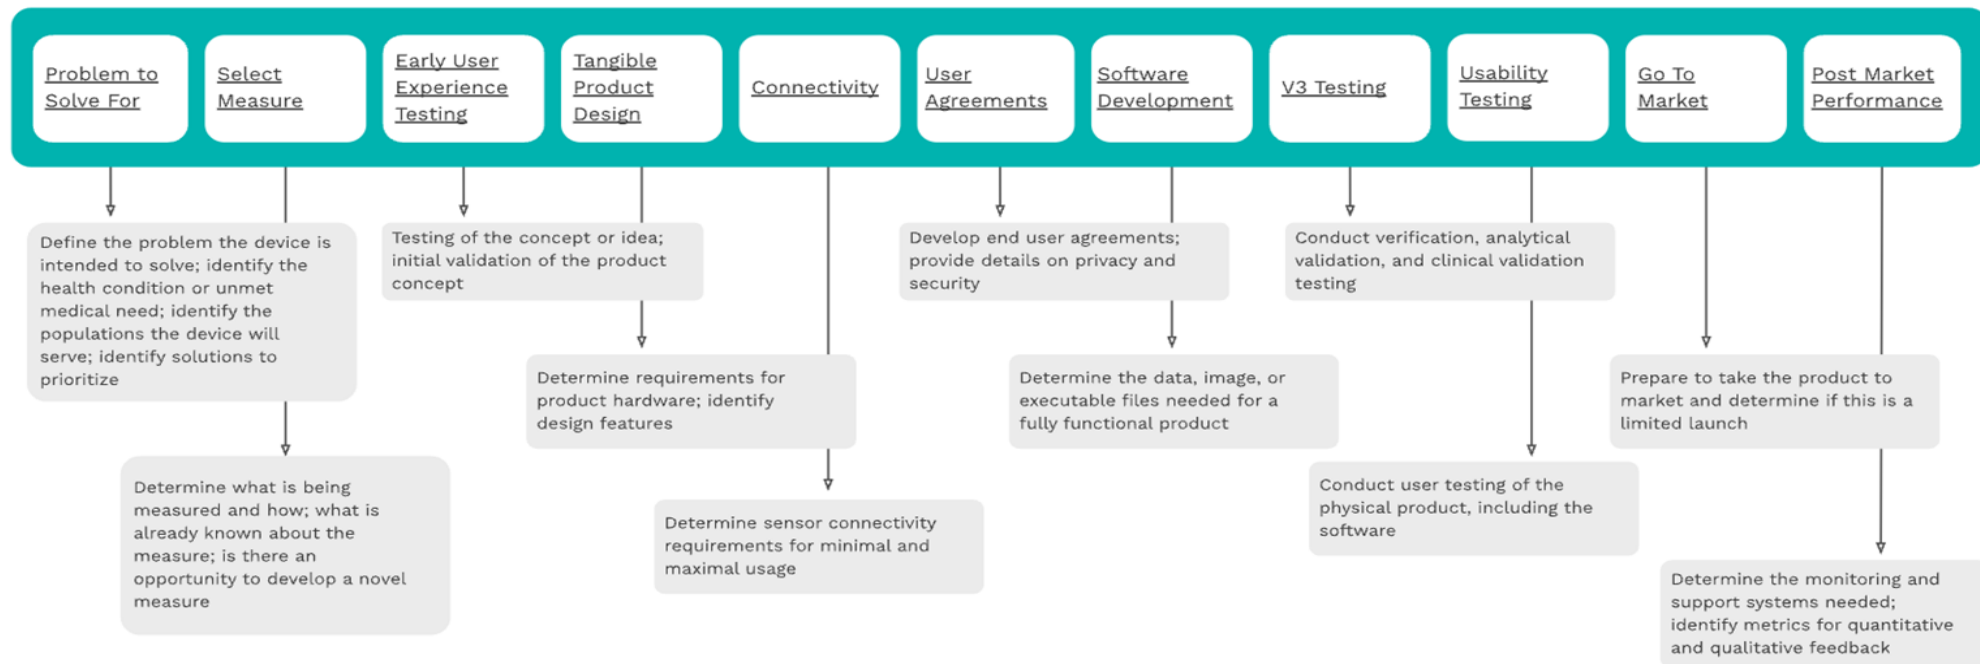 Problem to
Solve For
Select
Measure
Early User
Experience
Testing
Tangible
Product
Design
Connectivity
User
Agreements
Software
Development
V3 Testing
Usability
Testing
Go To
Market
Post Market
Performance
Define the problem the device is
intended to solve; identify the
health condition or unmet
medical need; identify the
populations the device will
serve; identify solutions to
prioritize
Determine what is being
measured and how; what is
already known about the
measure; is there an
opportunity to develop a novel
measure
Testing of the concept or idea;
initial validation of the product
concept
Determine requirements for
product hardware; identify
design features
Determine sensor connectivity
requirements for minimal and
maximal usage
Develop end user agreements;
provide details on privacy and
security
Determine the data, image, or
executable files needed for a
fully functional product
Conduct verification, analytical
validation, and clinical validation
testing
Conduct user testing of the
physical product, including the
software
Prepare to take the product to
market and determine if this is a
limited launch
Determine the monitoring and
support systems needed;
identify metrics for quantitative
and qualitative feedback